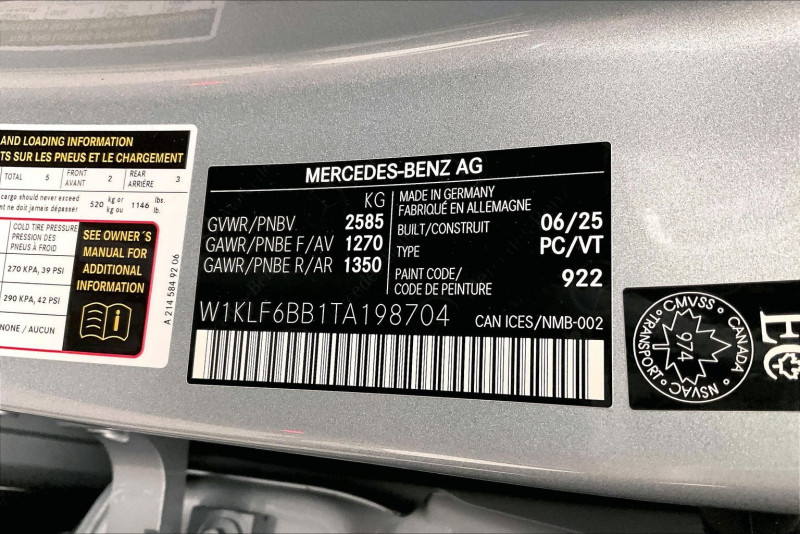 AND LOADING INFORMATION
TS SUR LES PNEUS ET LE CHARGEMENT
TOTAL 5 FRONT AVANT 2 REAR ARRIÈRE 3
cargo should never exceed
ne doit jamais dépasser
520 kg or kg ou 1146 lbs. lb.
COLD TIRE PRESSURE
PRESSION DES
PNEUS À FROID
270 KPA, 39 PSI
290 KPA, 42 PSI
NONE / AUCUN
SEE OWNER´S
MANUAL FOR
ADDITIONAL
INFORMATION
A 214 584 92 06
MERCEDES-BENZ AG
KG
GVWR/PNBV 2585
GAWR/PNBE F/AV 1270
GAWR/PNBE R/AR 1350
MADE IN GERMANY
FABRIQUÉ EN ALLEMAGNE
BUILT/CONSTRUIT 06/25
TYPE PC/VT
PAINT CODE/
CODE DE PEINTURE 922
W1KLF6BB1TA198704 CAN ICES/NMB-002
CMVSS · CANADA · NSVAC · TRANSPORT
974